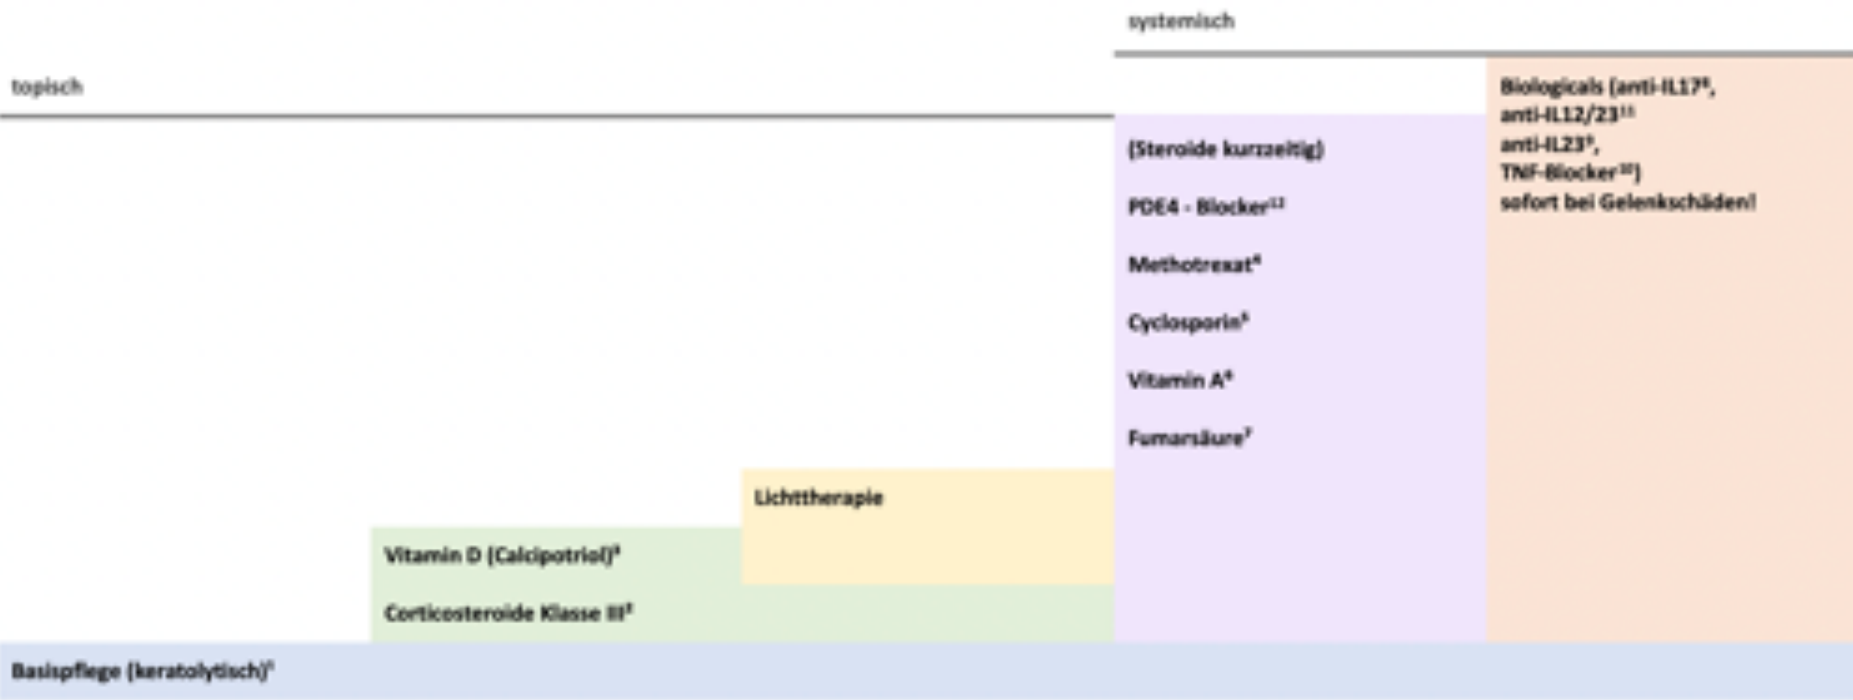 systemisch
topisch
Biologicals (anti-IL17⁸,
anti-IL12/23¹¹
anti-IL23⁹,
TNF-Blocker¹⁰)
sofort bei Gelenkschäden!
(Steroide kurzzeitig)
PDE4 - Blocker¹²
Methotrexat⁴
Cyclosporin⁵
Vitamin A⁶
Fumarsäure⁷
Lichttherapie
Vitamin D (Calcipotriol)³
Corticosteroide Klasse III²
Basispflege (keratolytisch)¹